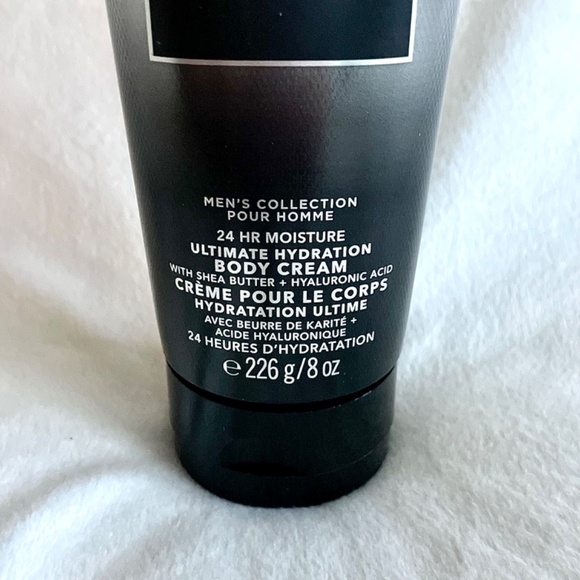 MEN'S COLLECTION
POUR HOMME
24 HR MOISTURE
ULTIMATE HYDRATION
BODY CREAM
WITH SHEA BUTTER + HYALURONIC ACID
CRÈME POUR LE CORPS
HYDRATATION ULTIME
AVEC BEURRE DE KARITÉ +
ACIDE HYALURONIQUE
24 HEURES D'HYDRATATION
℮ 226 g/8 oz